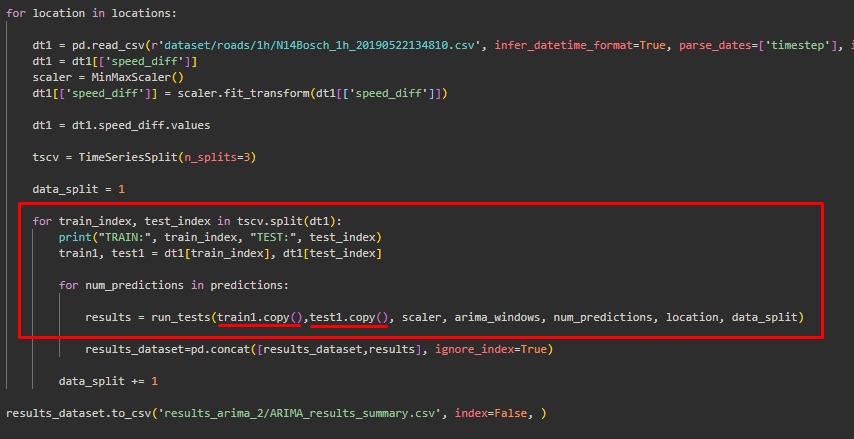 for location in locations:
dt1 = pd.read_csv(r'dataset/roads/1h/N14Bosch_1h_20190522134810.csv', infer_datetime_format=True, parse_dates=['timestep'], i
dt1 = dt1[['speed_diff']]
scaler = MinMaxScaler()
dt1[['speed_diff']] = scaler.fit_transform(dt1[['speed_diff']])
dt1 = dt1.speed_diff.values
tscv = TimeSeriesSplit(n_splits=3)
data_split = 1
for train_index, test_index in tscv.split(dt1):
print("TRAIN:", train_index, "TEST:", test_index)
train1, test1 = dt1[train_index], dt1[test_index]
for num_predictions in predictions:
results = run_tests(train1.copy(),test1.copy(), scaler, arima_windows, num_predictions, location, data_split)
results_dataset=pd.concat([results_dataset,results], ignore_index=True)
data_split += 1
results_dataset.to_csv('results_arima_2/ARIMA_results_summary.csv', index=False, )